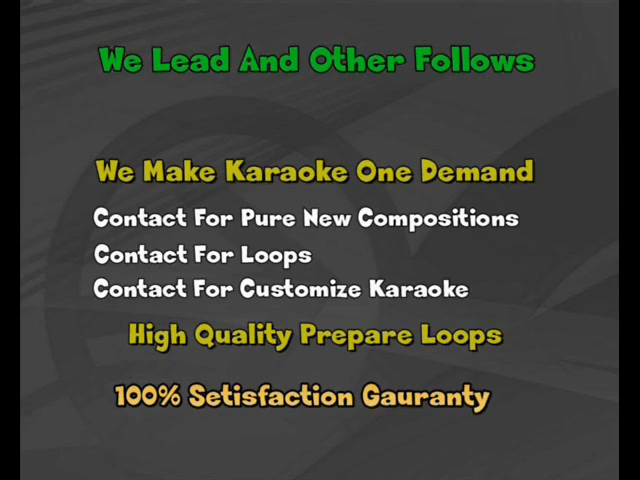 We Lead And Other Follows
We Make Karaoke One Demand
Contact For Pure New Compositions
Contact For Loops
Contact For Customize Karaoke
High Quality Prepare Loops
100% Setisfaction Gauranty